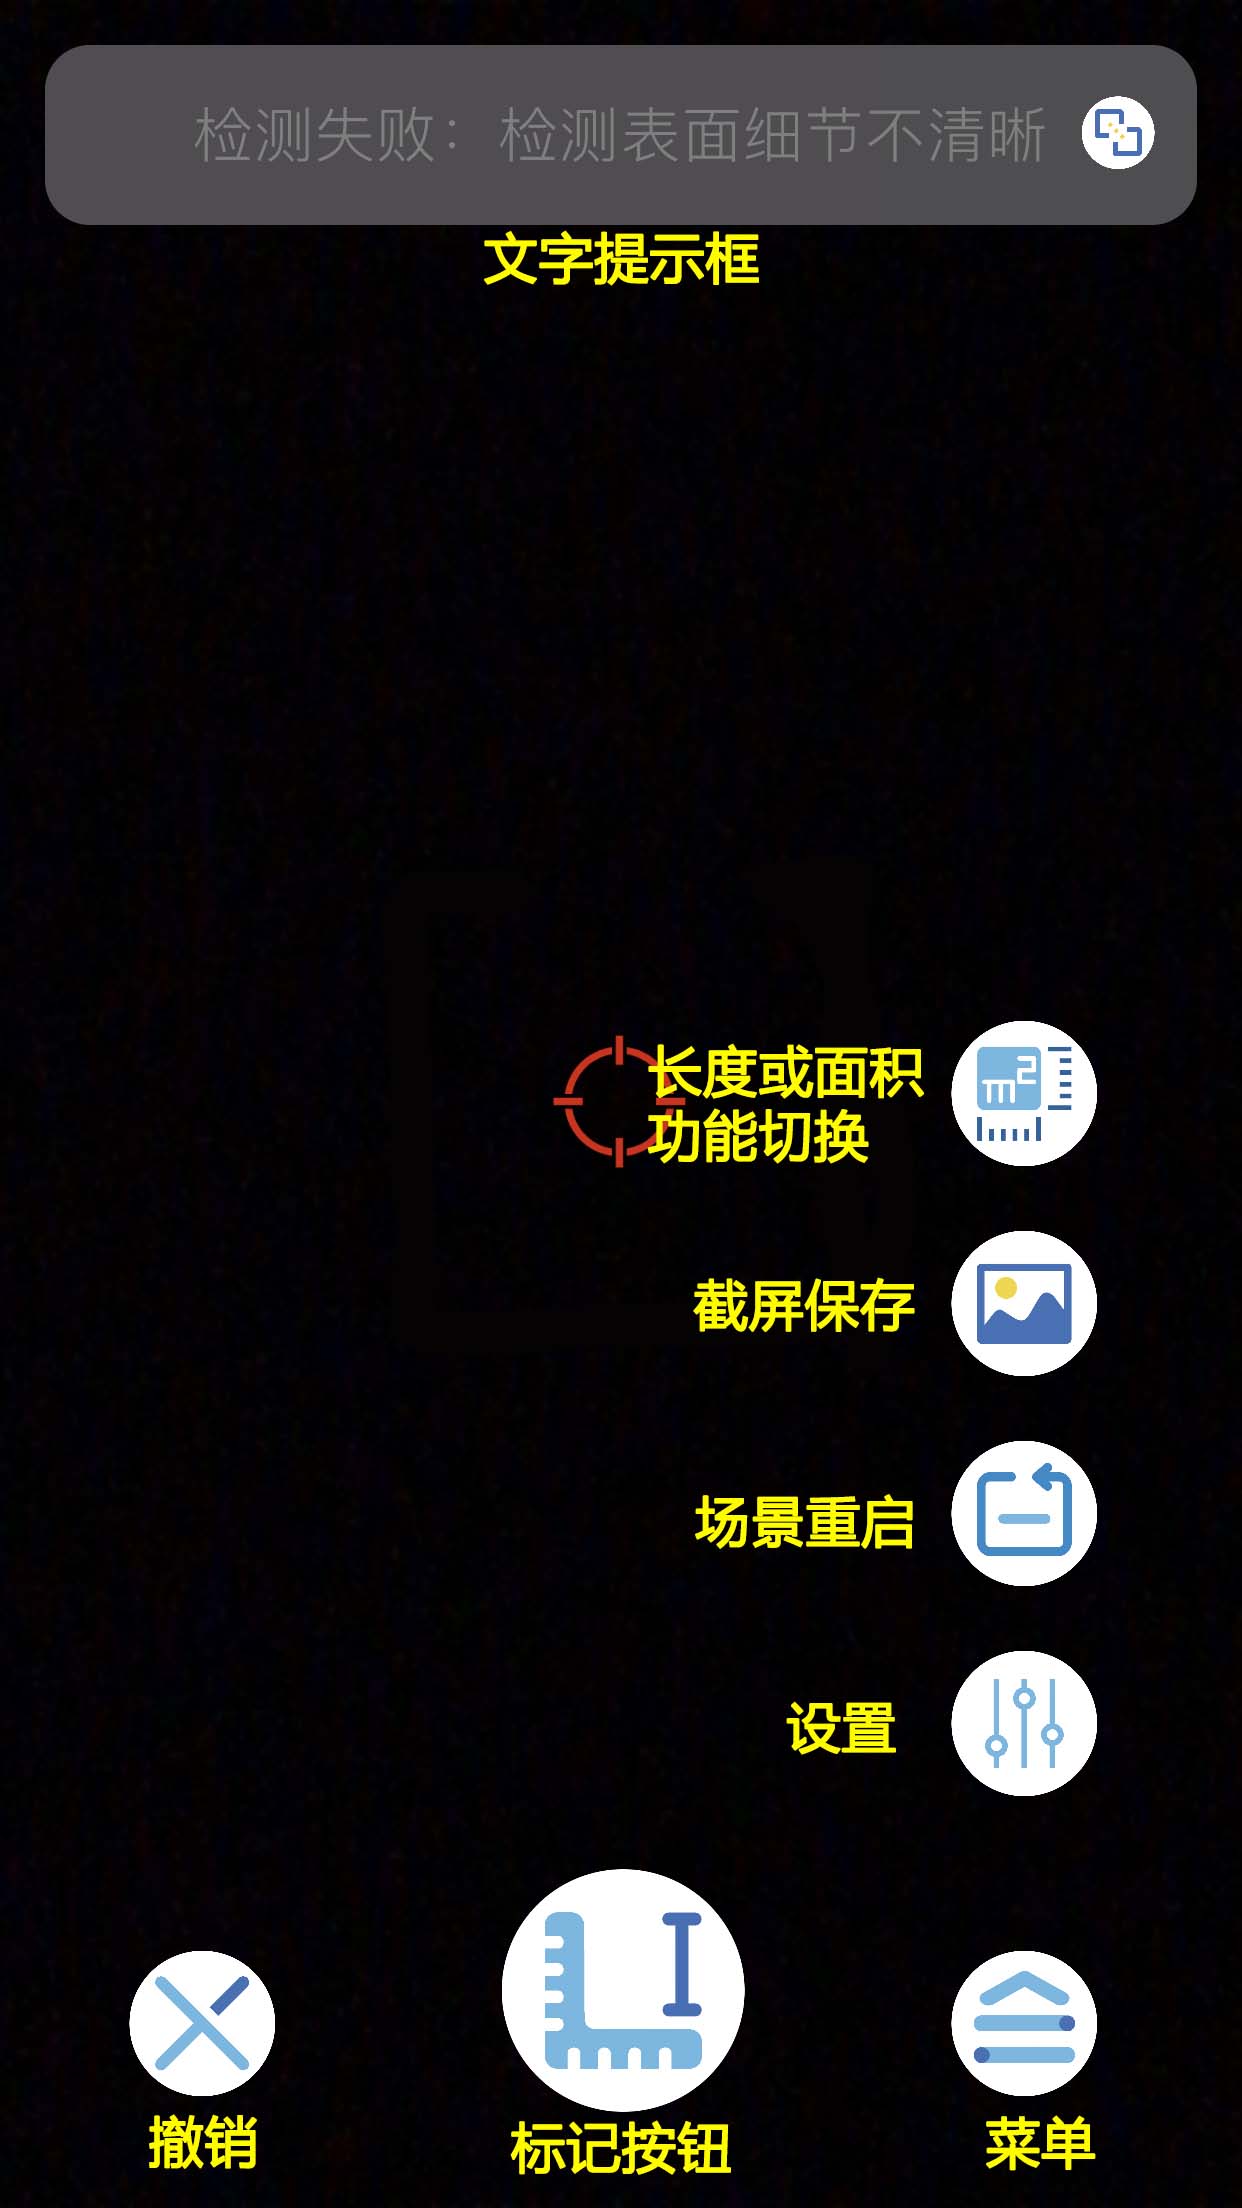 检测失败：检测表面细节不清晰
文字提示框
长度或面积
功能切换
m2
截屏保存
场景重启
设置
撤销
标记按钮
菜单